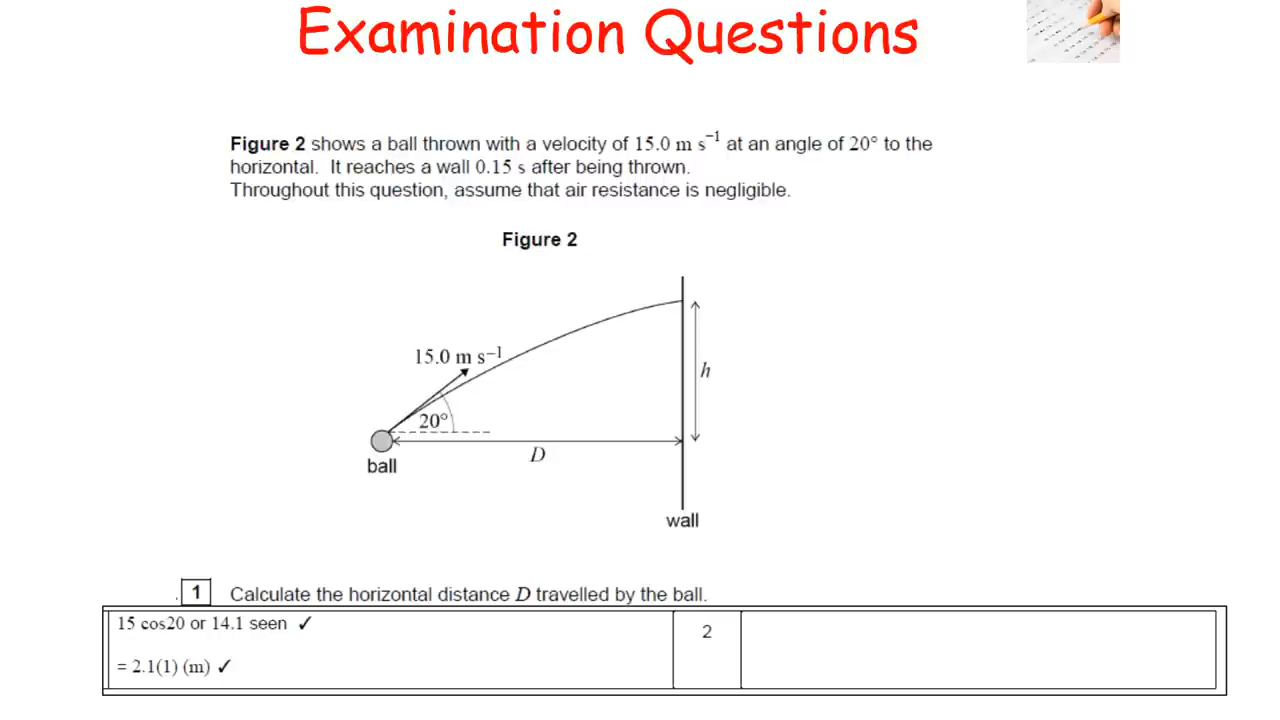 Examination Questions
Figure 2 shows a ball thrown with a velocity of 15.0 m s⁻¹ at an angle of 20° to the
horizontal. It reaches a wall 0.15 s after being thrown.
Throughout this question, assume that air resistance is negligible.
Figure 2
15.0 m s⁻¹
h
20°
D
ball
wall
1 Calculate the horizontal distance D travelled by the ball.
15 cos20 or 14.1 seen ✓
2
= 2.1(1) (m) ✓